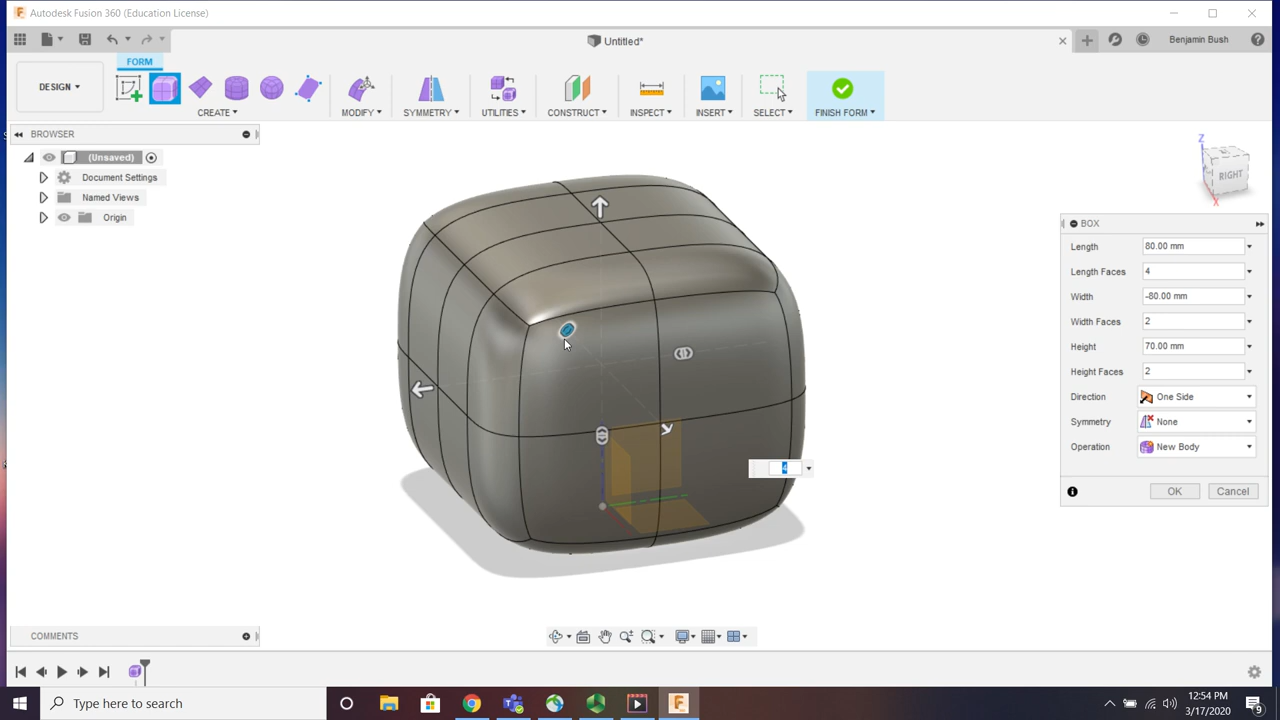 Autodesk Fusion 360 (Education License)
Untitled*
Benjamin Bush
FORM
DESIGN
CREATE
MODIFY
SYMMETRY
UTILITIES
CONSTRUCT
INSPECT
INSERT
SELECT
FINISH FORM
BROWSER
(Unsaved)
Document Settings
Named Views
Origin
Z
RIGHT
X
BOX
Length 80.00 mm
Length Faces 4
Width -80.00 mm
Width Faces 2
Height 70.00 mm
Height Faces 2
Direction One Side
Symmetry None
Operation New Body
OK Cancel
4
COMMENTS
Type here to search
12:54 PM
3/17/2020
9